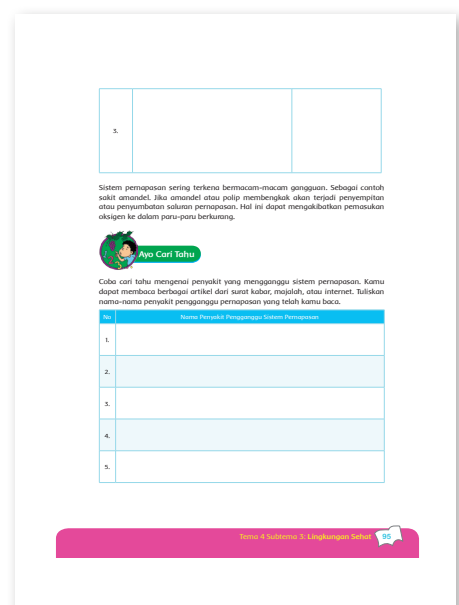 3.
Sistem pernapasan sering terkena bermacam-macam gangguan. Sebagai contoh
sakit amandel. Jika amandel atau polip membengkak akan terjadi penyempitan
atau penyumbatan saluran pernapasan. Hal ini dapat mengakibatkan pemasukan
oksigen ke dalam paru-paru berkurang.
Ayo Cari Tahu
Coba cari tahu mengenai penyakit yang mengganggu sistem pernapasan. Kamu
dapat membaca berbagai artikel dari surat kabar, majalah, atau internet. Tuliskan
nama-nama penyakit pengganggu pernapasan yang telah kamu baca.
No Nama Penyakit Pengganggu Sistem Pernapasan
1.
2.
3.
4.
5.
Tema 4 Subtema 3: Lingkungan Sehat 95